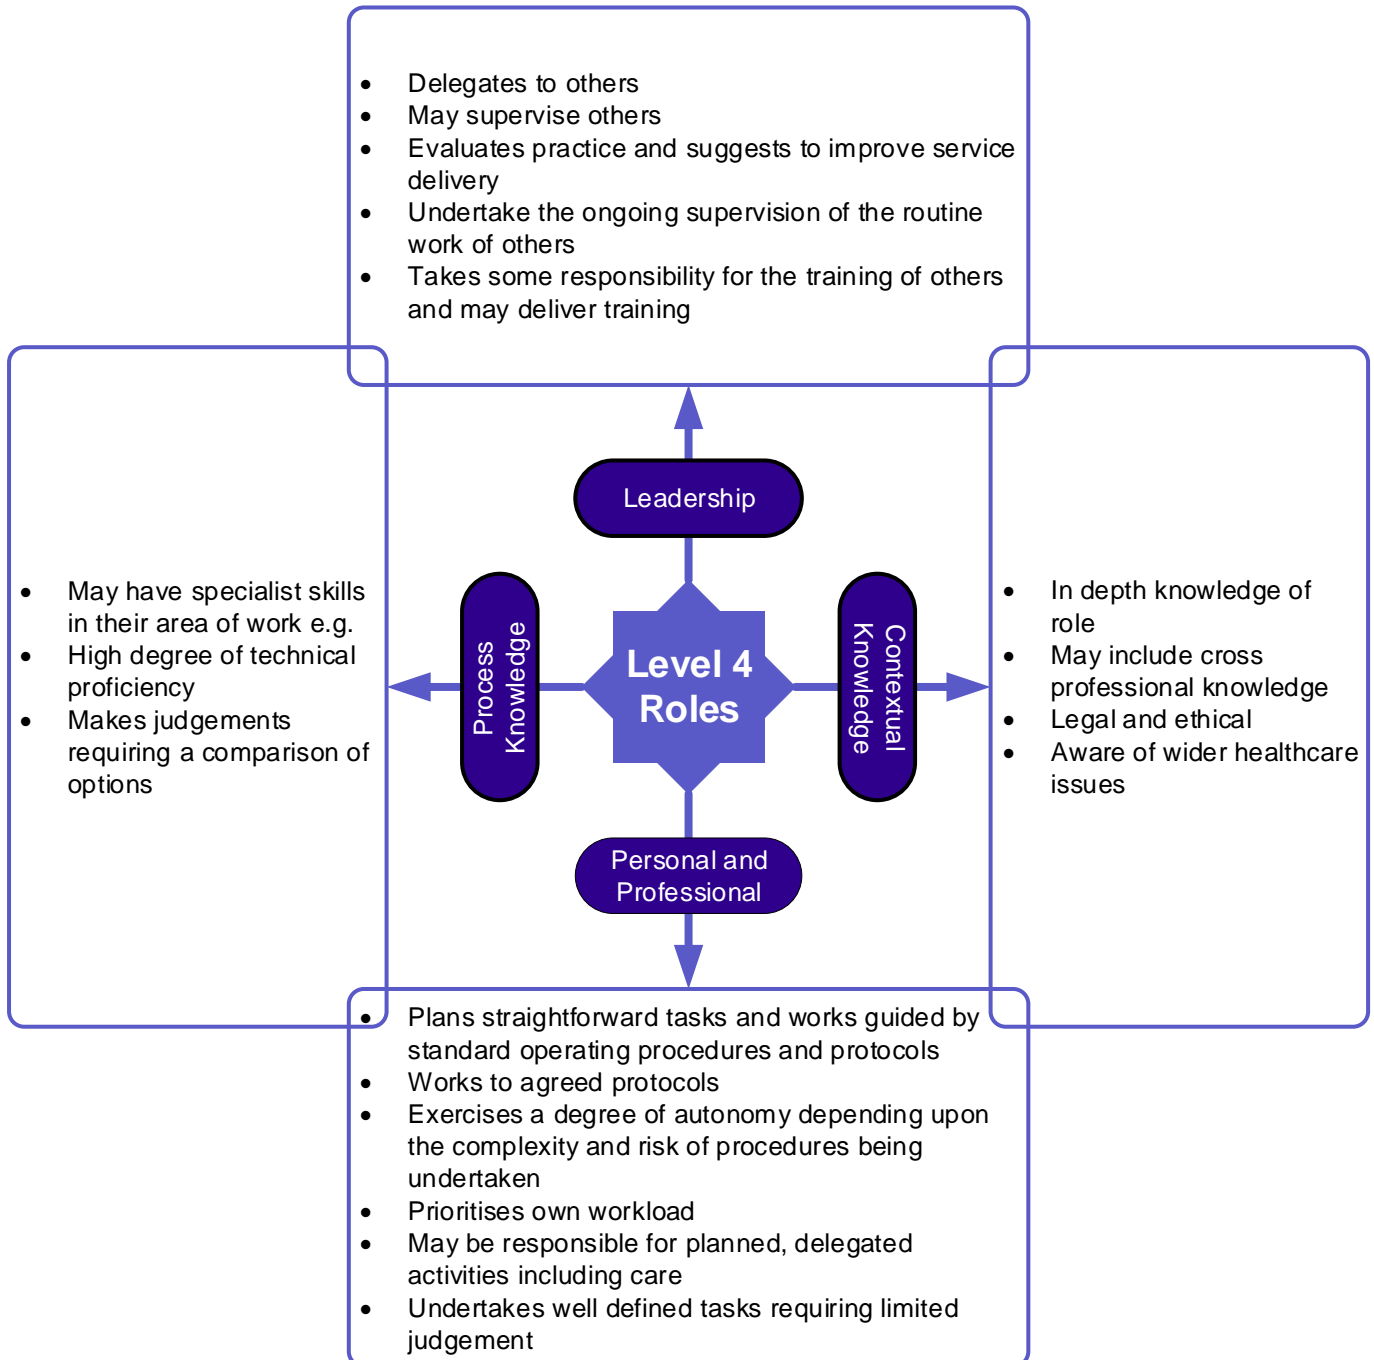 • Delegates to others
• May supervise others
• Evaluates practice and suggests to improve service
delivery
• Undertake the ongoing supervision of the routine
work of others
• Takes some responsibility for the training of others
and may deliver training
Leadership
• May have specialist skills
in their area of work e.g.
• High degree of technical
proficiency
• Makes judgements
requiring a comparison of
options
Process
Knowledge
Level 4
Roles
Contextual
Knowledge
• In depth knowledge of
role
• May include cross
professional knowledge
• Legal and ethical
• Aware of wider healthcare
issues
Personal and
Professional
• Plans straightforward tasks and works guided by
standard operating procedures and protocols
• Works to agreed protocols
• Exercises a degree of autonomy depending upon
the complexity and risk of procedures being
undertaken
• Prioritises own workload
• May be responsible for planned, delegated
activities including care
• Undertakes well defined tasks requiring limited
judgement